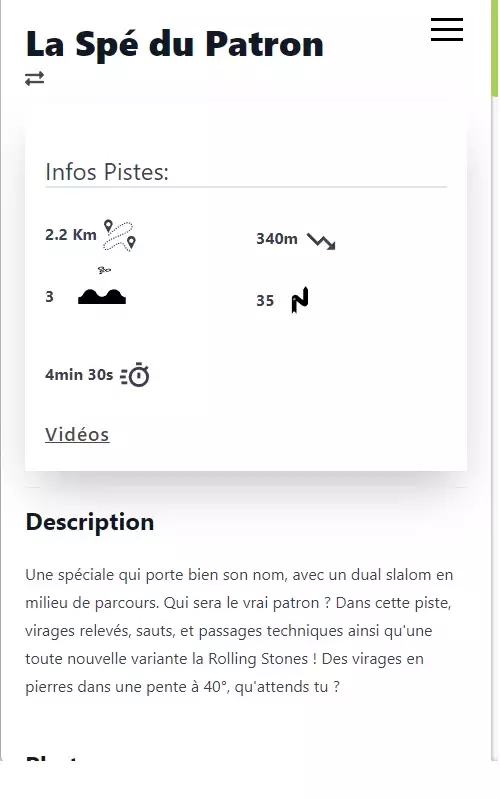 La Spé du Patron
Infos Pistes:
2.2 Km
340m
3
35
4min 30s
Vidéos
Description
Une spéciale qui porte bien son nom, avec un dual slalom en
milieu de parcours. Qui sera le vrai patron ? Dans cette piste,
virages relevés, sauts, et passages techniques ainsi qu'une
toute nouvelle variante la Rolling Stones ! Des virages en
pierres dans une pente à 40°, qu'attends tu ?